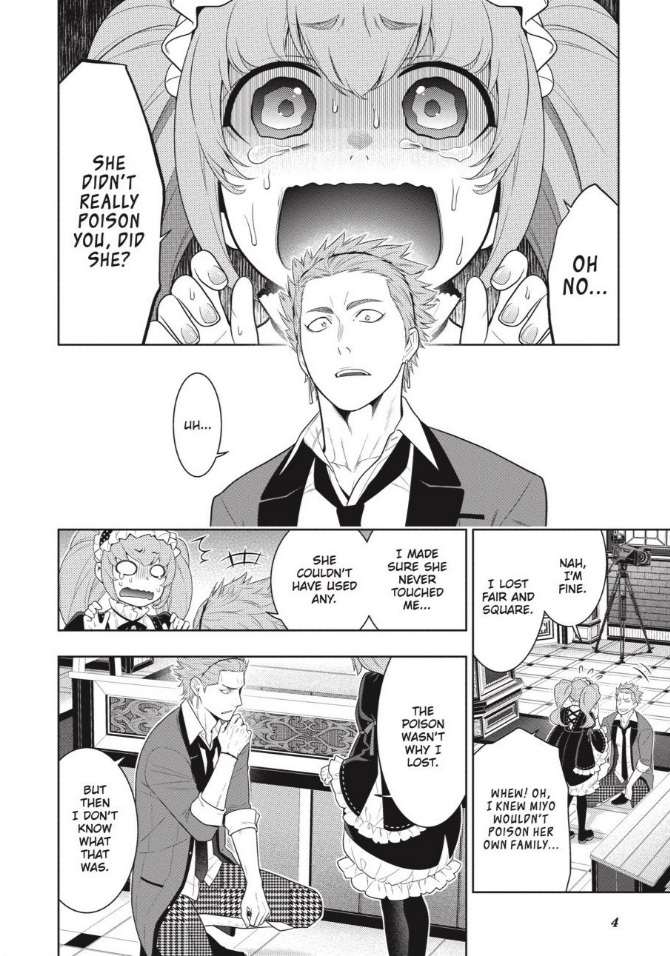 OH
NO...
SHE
DIDN'T
REALLY
POISON
YOU, DID
SHE?
UH...
NAH,
I'M
FINE.
I LOST
FAIR AND
SQUARE.
I MADE
SURE SHE
NEVER
TOUCHED
ME...
SHE
COULDN'T
HAVE USED
ANY.
WHEW! OH,
I KNEW MIYO
WOULDN'T
POISON HER
OWN FAMILY...
THE
POISON
WASN'T
WHY I
LOST.
BUT
THEN
I DON'T
KNOW
WHAT
THAT
WAS.
4